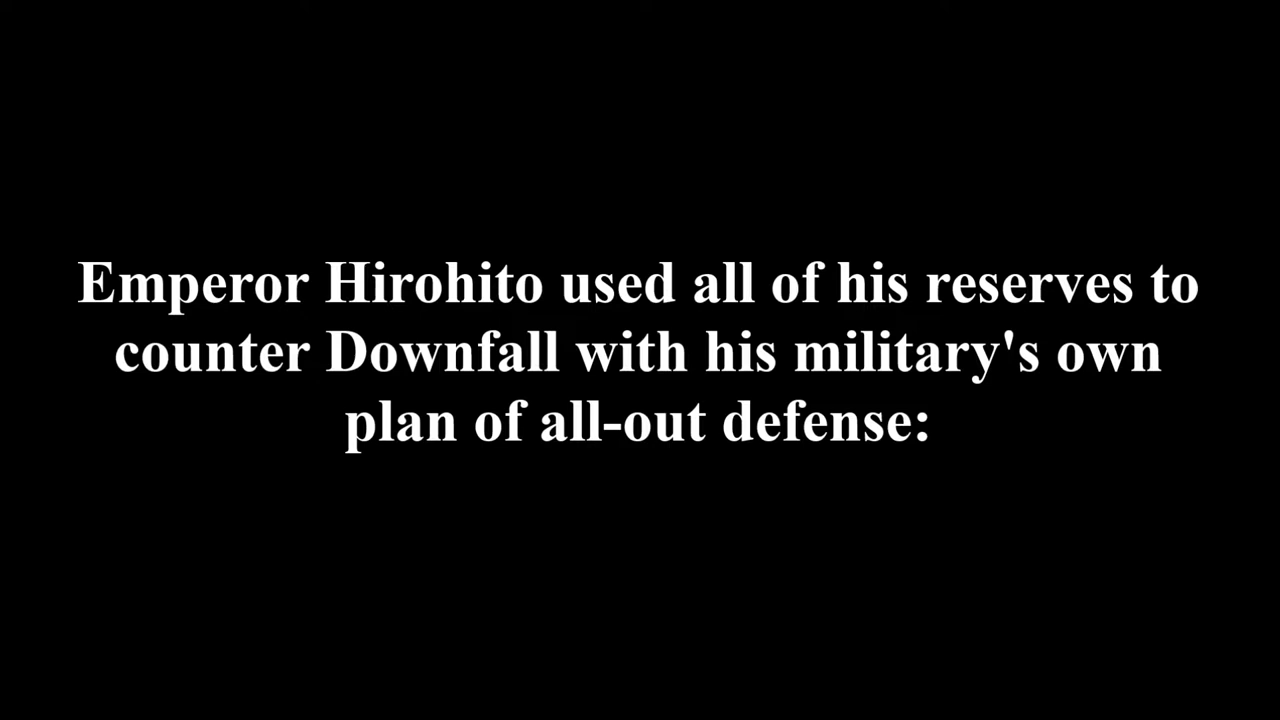 Emperor Hirohito used all of his reserves to
counter Downfall with his military's own
plan of all-out defense: